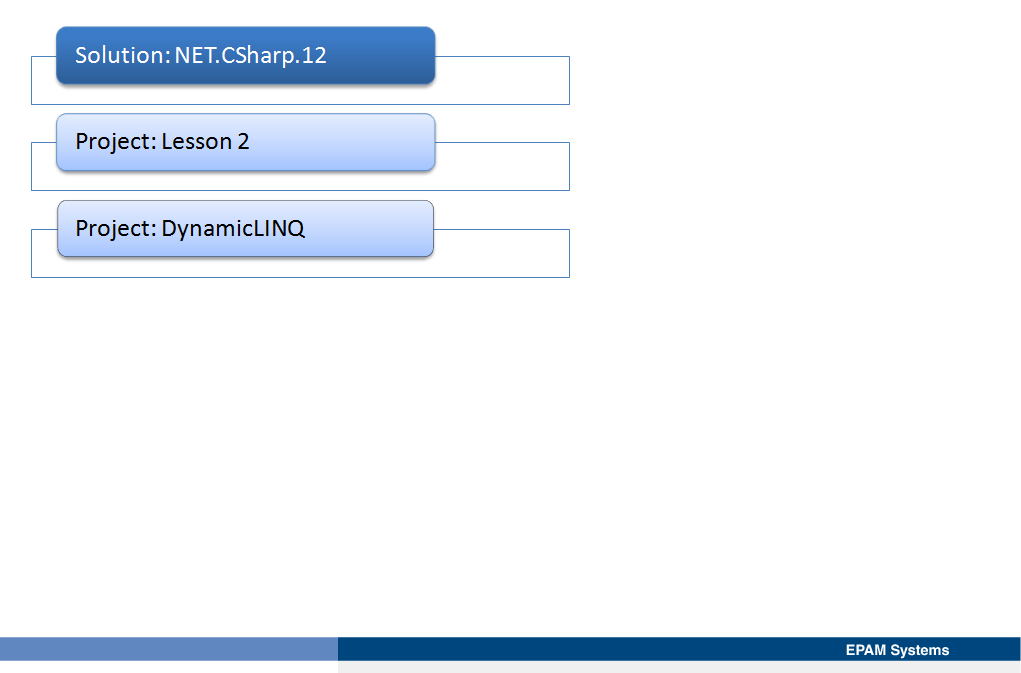 Solution: NET.CSharp.12
Project: Lesson 2
Project: DynamicLINQ
EPAM Systems